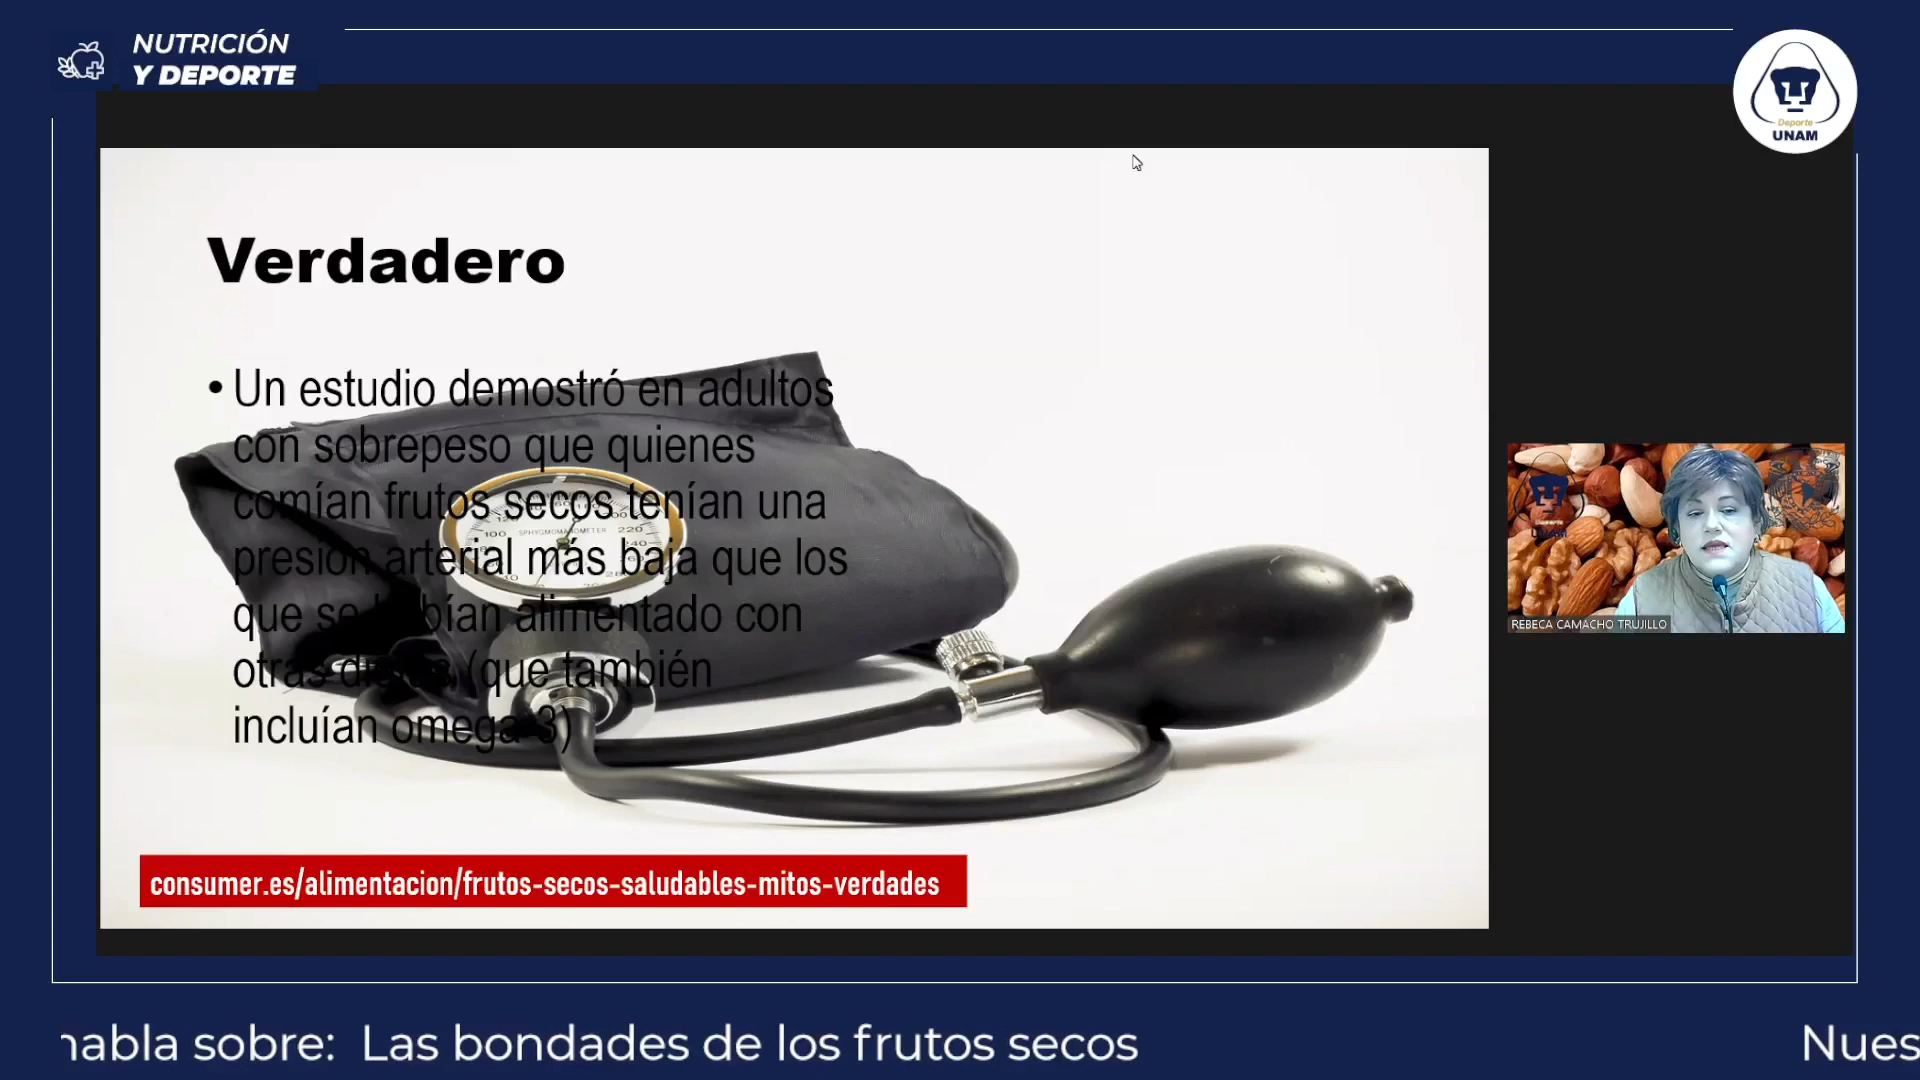 NUTRICIÓN
Y DEPORTE
Deporte
UNAM
Verdadero
• Un estudio demostró en adultos
con sobrepeso que quienes
comían frutos secos tenían una
presión arterial más baja que los
que se habían alimentado con
otras dietas (que también
incluían omega-3)
SPHYGMOMANOMETER
100
220
consumer.es/alimentacion/frutos-secos-saludables-mitos-verdades
REBECA CAMACHO TRUJILLO
habla sobre: Las bondades de los frutos secos
Nues